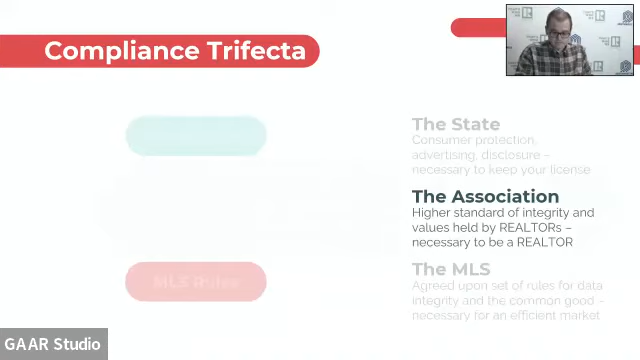 Compliance Trifecta
The State
Consumer protection,
advertising, disclosure –
necessary to keep your license
The Association
Higher standard of integrity and
values held by REALTORs –
necessary to be a REALTOR
MLS Rules
The MLS
Agreed upon set of rules for data
integrity and the common good –
necessary for an efficient market
GAAR Studio